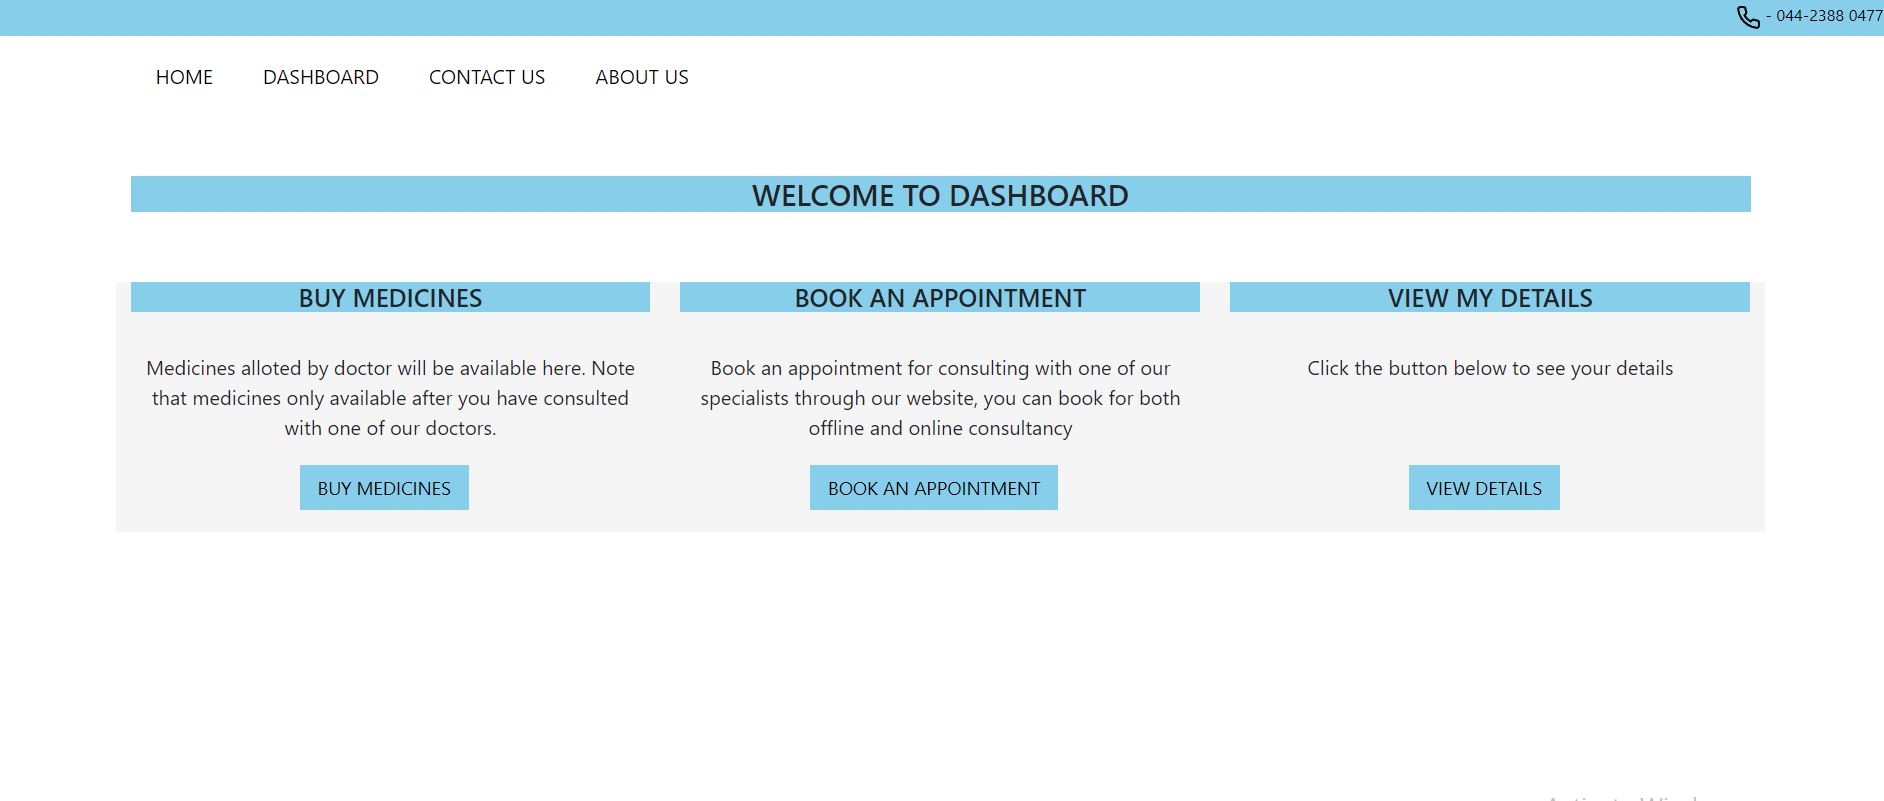 - 044-2388 0477
HOME DASHBOARD CONTACT US ABOUT US
WELCOME TO DASHBOARD
BUY MEDICINES
Medicines alloted by doctor will be available here. Note
that medicines only available after you have consulted
with one of our doctors.
BUY MEDICINES
BOOK AN APPOINTMENT
Book an appointment for consulting with one of our
specialists through our website, you can book for both
offline and online consultancy
BOOK AN APPOINTMENT
VIEW MY DETAILS
Click the button below to see your details
VIEW DETAILS